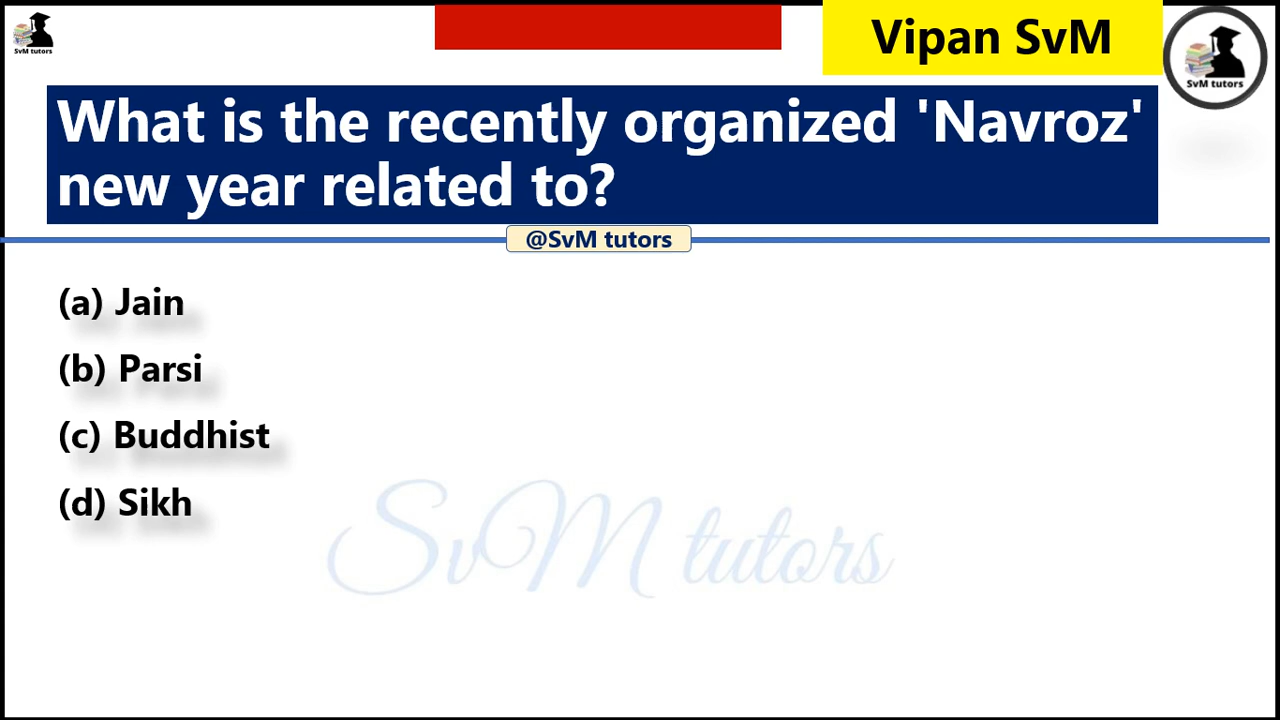 SvM tutors
Vipan SvM
SvM tutors
What is the recently organized 'Navroz'
new year related to?
@SvM tutors
(a) Jain
(b) Parsi
(c) Buddhist
(d) Sikh
SvM tutors